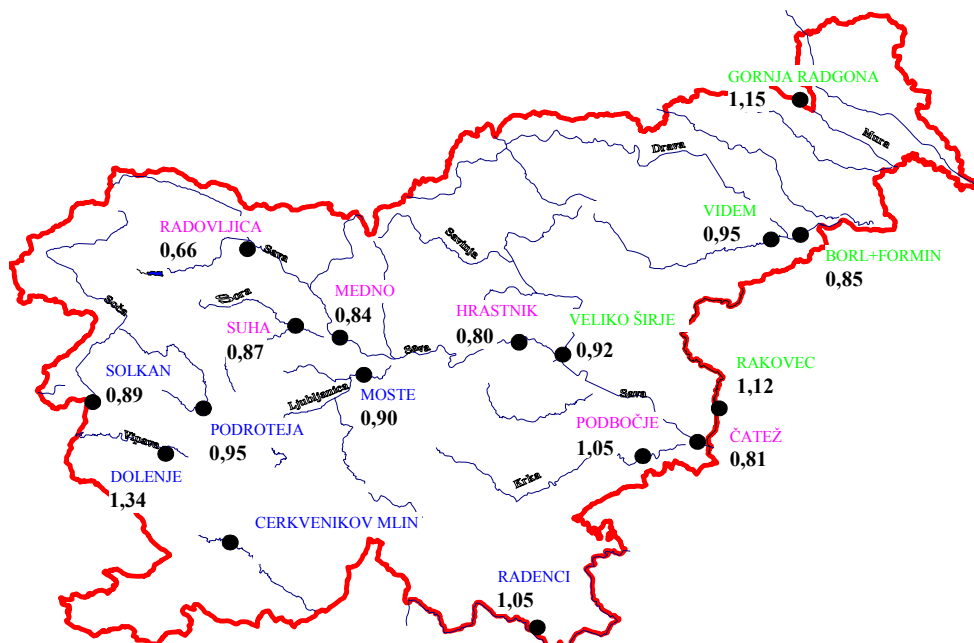 GORNJA RADGONA
1,15
Mura
Drava
VIDEM
0,95
BORL+FORMIN
0,85
RADOVLJICA
0,66
Sava
Savinja
Sora
MEDNO
0,84
SUHA
0,87
HRASTNIK
0,80
VELIKO ŠIRJE
0,92
Soča
Sava
SOLKAN
0,89
Ljubljanica
MOSTE
0,90
Sava
RAKOVEC
1,12
PODROTEJA
0,95
Vipava
DOLENJE
1,34
PODBOČJE
1,05
ČATEŽ
0,81
Krka
CERKVENIKOV MLIN
RADENCI
1,05